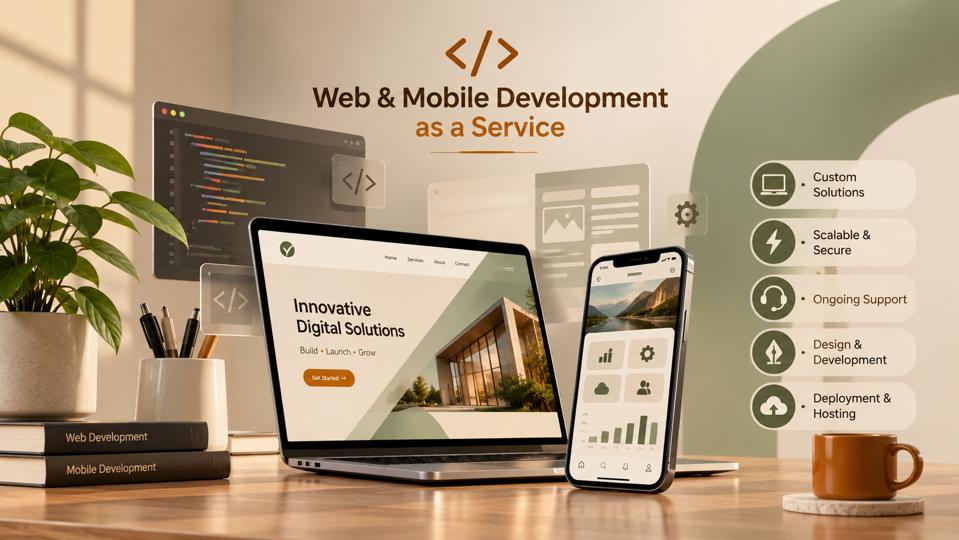 </>
Web & Mobile Development
as a Service
</>
</>
Home Services About Contact
Innovative
Digital Solutions
Build • Launch • Grow
Get Started →
Web Development
Mobile Development
• Custom
Solutions
• Scalable &
Secure
• Ongoing Support
• Design &
Development
• Deployment &
Hosting